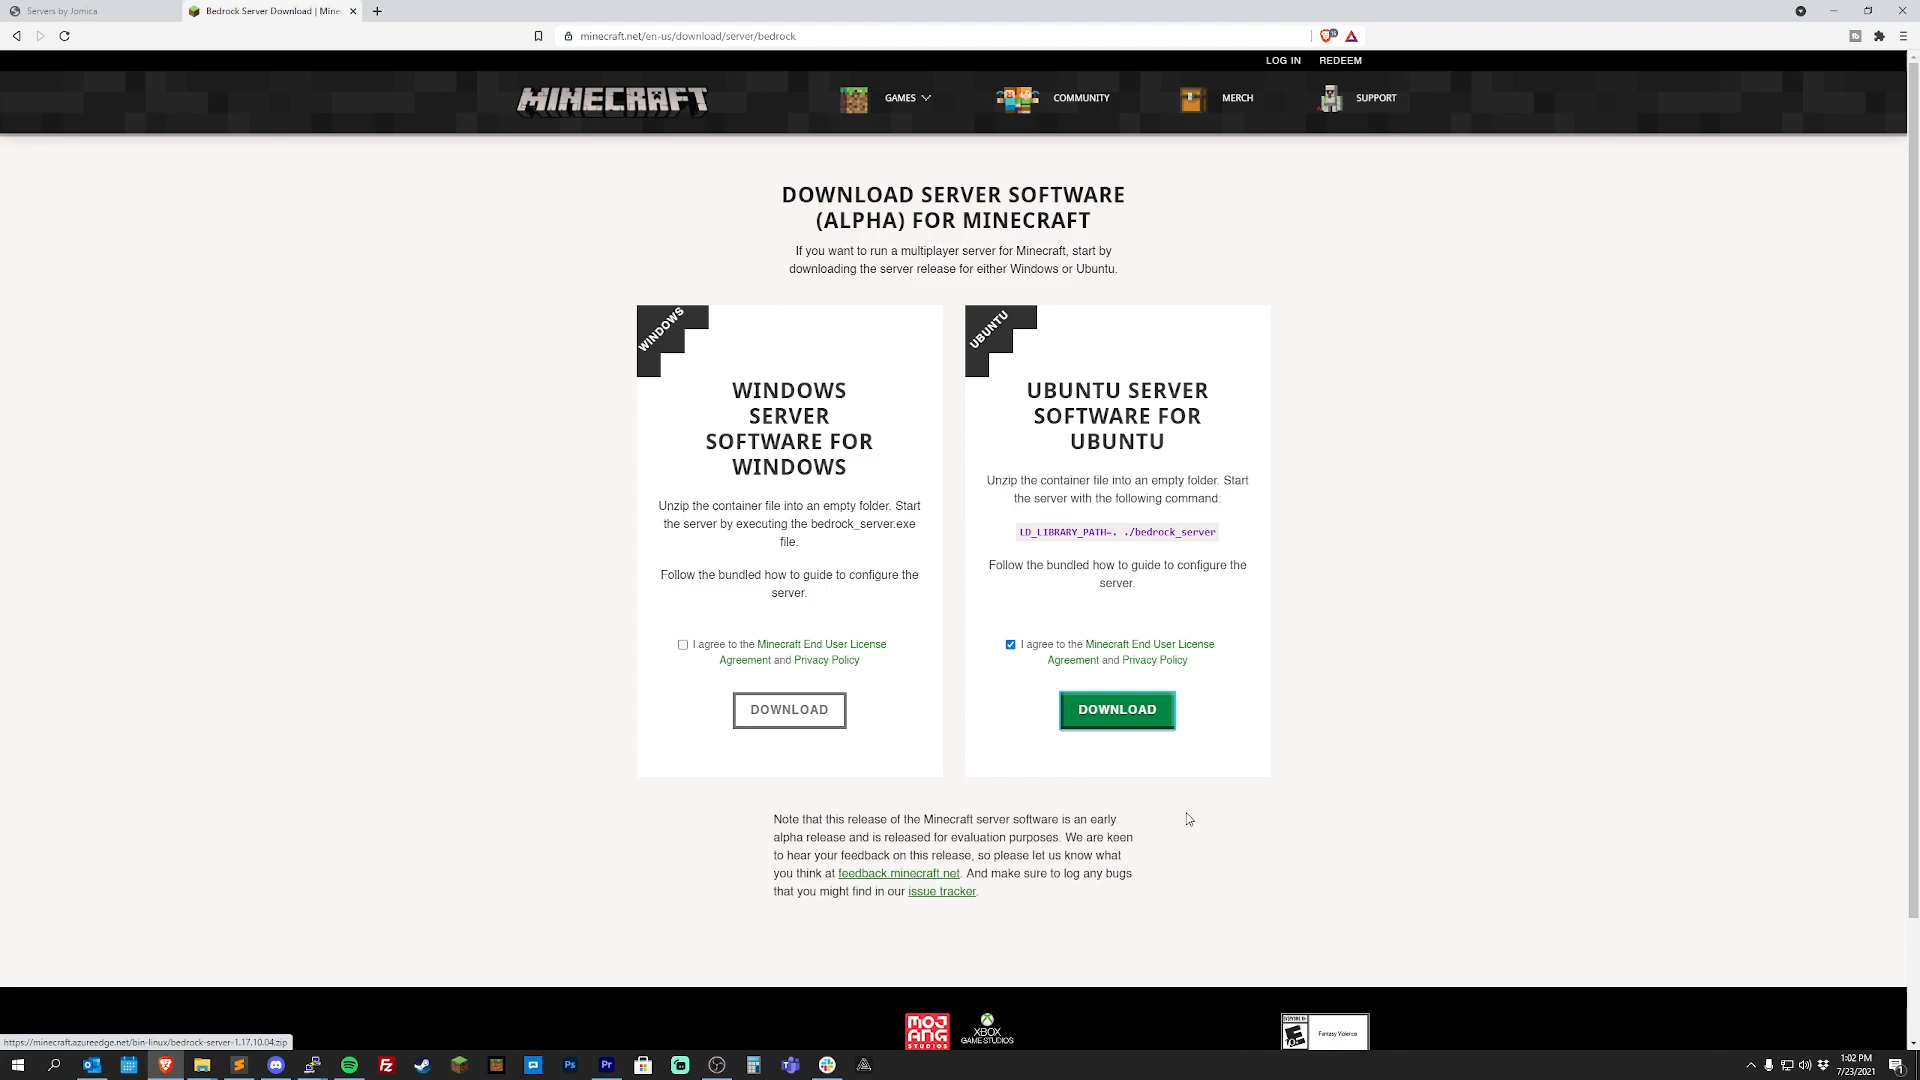 Servers by Jomica
Bedrock Server Download | Mine
minecraft.net/en-us/download/server/bedrock
LOG IN
REDEEM
MINECRAFT
GAMES
COMMUNITY
MERCH
SUPPORT
DOWNLOAD SERVER SOFTWARE
(ALPHA) FOR MINECRAFT
If you want to run a multiplayer server for Minecraft, start by
downloading the server release for either Windows or Ubuntu.
WINDOWS
WINDOWS
SERVER
SOFTWARE FOR
WINDOWS
Unzip the container file into an empty folder. Start
the server by executing the bedrock_server.exe
file.
Follow the bundled how to guide to configure the
server.
I agree to the Minecraft End User License
Agreement and Privacy Policy
DOWNLOAD
UBUNTU
UBUNTU SERVER
SOFTWARE FOR
UBUNTU
Unzip the container file into an empty folder. Start
the server with the following command:
LD_LIBRARY_PATH=. ./bedrock_server
Follow the bundled how to guide to configure the
server.
I agree to the Minecraft End User License
Agreement and Privacy Policy
DOWNLOAD
Note that this release of the Minecraft server software is an early
alpha release and is released for evaluation purposes. We are keen
to hear your feedback on this release, so please let us know what
you think at feedback.minecraft.net. And make sure to log any bugs
that you might find in our issue tracker.
MOJ
ANG
STUDIOS
XBOX
GAME STUDIOS
EVERYONE 10+
E
Fantasy Violence
https://minecraft.azureedge.net/bin-linux/bedrock-server-1.17.10.04.zip
Fz
Ps
Pr
1:02 PM
7/23/2021